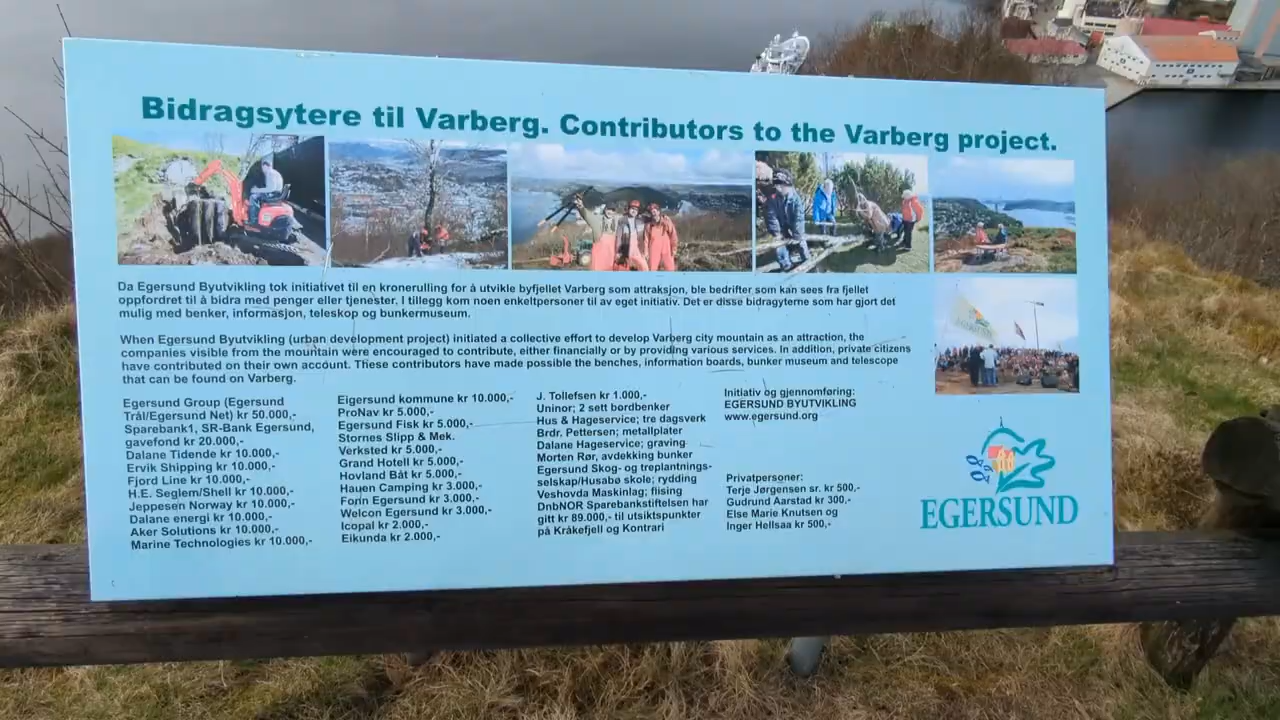 Bidragsytere til Varberg. Contributors to the Varberg project.
Da Egersund Byutvikling tok initiativet til en kronerulling for å utvikle byfjellet Varberg som attraksjon, ble bedrifter som kan sees fra fjellet
oppfordret til å bidra med penger eller tjenester. I tillegg kom noen enkeltpersoner til av eget initiativ. Det er disse bidragyterne som har gjort det
mulig med benker, informasjon, teleskop og bunkermuseum.
When Egersund Byutvikling (urban development project) initiated a collective effort to develop Varberg city mountain as an attraction, the
companies visible from the mountain were encouraged to contribute, either financially or by providing various services. In addition, private citizens
have contributed on their own account. These contributors have made possible the benches, information boards, bunker museum and telescope
that can be found on Varberg.
Egersund Group (Egersund
Trål/Egersund Net) kr 50.000,-
Sparebank1, SR-Bank Egersund,
gavefond kr 20.000,-
Dalane Tidende kr 10.000,-
Ervik Shipping kr 10.000,-
Fjord Line kr 10.000,-
H.E. Seglem/Shell kr 10.000,-
Jeppesen Norway kr 10.000,-
Dalane energi kr 10.000,-
Aker Solutions kr 10.000,-
Marine Technologies kr 10.000,-
Eigersund kommune kr 10.000,-
ProNav kr 5.000,-
Egersund Fisk kr 5.000,-
Stornes Slipp & Mek.
Verksted kr 5.000,-
Grand Hotell kr 5.000,-
Hovland Båt kr 5.000,-
Hauen Camping kr 3.000,-
Forin Egersund kr 3.000,-
Welcon Egersund kr 3.000,-
Icopal kr 2.000,-
Eikunda kr 2.000,-
J. Tollefsen kr 1.000,-
Uninor; 2 sett bordbenker
Hus & Hageservice; tre dagsverk
Brdr. Pettersen; metallplater
Dalane Hageservice; graving
Morten Rør, avdekking bunker
Egersund Skog- og treplantnings-
selskap/Husabø skole; rydding
Veshovda Maskinlag; flising
DnbNOR Sparebankstiftelsen har
gitt kr 89.000,- til utsiktspunkter
på Kråkefjell og Kontrari
Initiativ og gjennomføring:
EGERSUND BYUTVIKLING
www.egersund.org
Privatpersoner:
Terje Jørgensen sr. kr 500,-
Gudrund Aarstad kr 300,-
Else Marie Knutsen og
Inger Hellsaa kr 500,-
EGERSUND